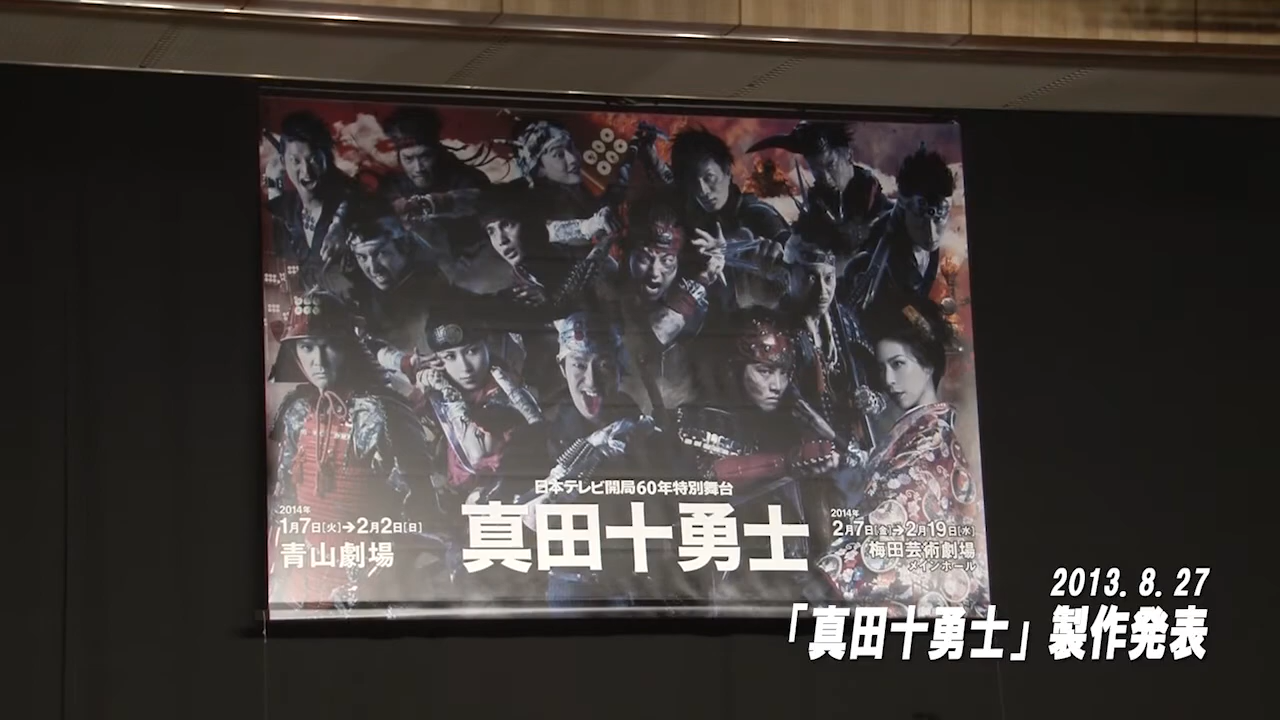 日本テレビ開局60年特別舞台
真田十勇士
2014年
1月7日[火]→2月2日[日]
青山劇場
2014年
2月7日[金]→2月19日[水]
梅田芸術劇場
メインホール
2013. 8. 27
「真田十勇士」製作発表